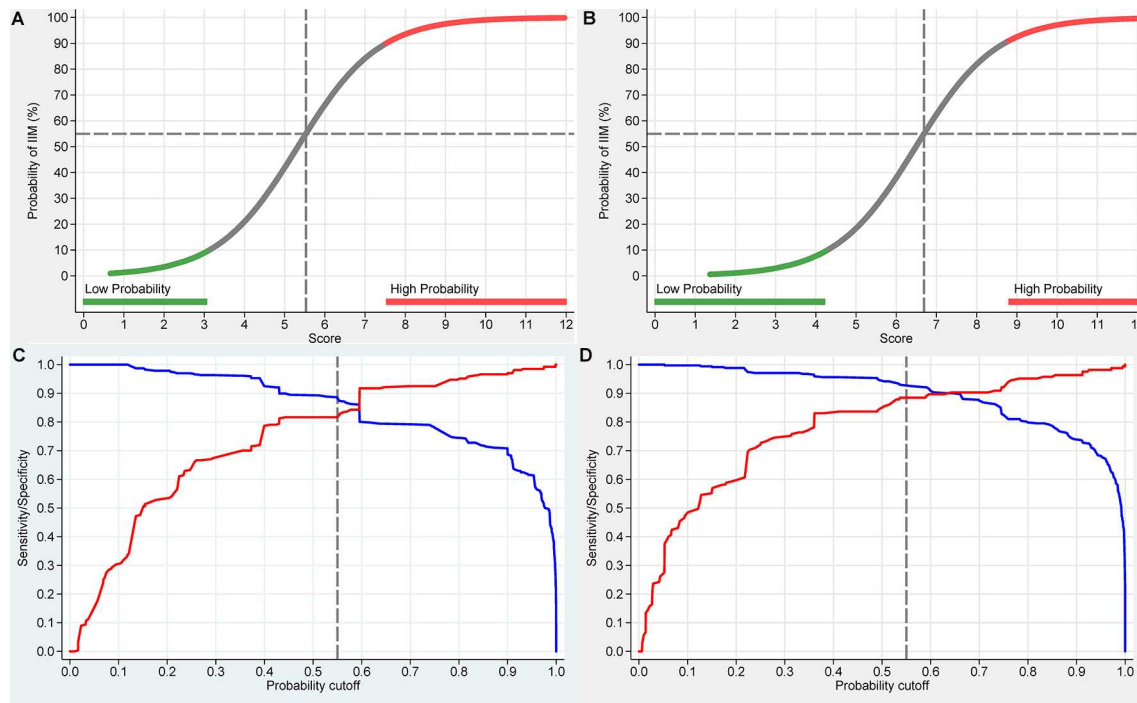 A
100
90
80
70
60
50
40
30
20
10
0
Probability of IIM (%)
Low Probability
High Probability
0 1 2 3 4 5 6 7 8 9 10 11 12
Score
B
100
90
80
70
60
50
40
30
20
10
0
Probability of IIM (%)
Low Probability
High Probability
0 1 2 3 4 5 6 7 8 9 10 11 12
Score
C
1.0
0.9
0.8
0.7
0.6
0.5
0.4
0.3
0.2
0.1
0.0
Sensitivity/Specificity
0.0 0.1 0.2 0.3 0.4 0.5 0.6 0.7 0.8 0.9 1.0
Probability cutoff
D
1.0
0.9
0.8
0.7
0.6
0.5
0.4
0.3
0.2
0.1
0.0
Sensitivity/Specificity
0.0 0.1 0.2 0.3 0.4 0.5 0.6 0.7 0.8 0.9 1.0
Probability cutoff